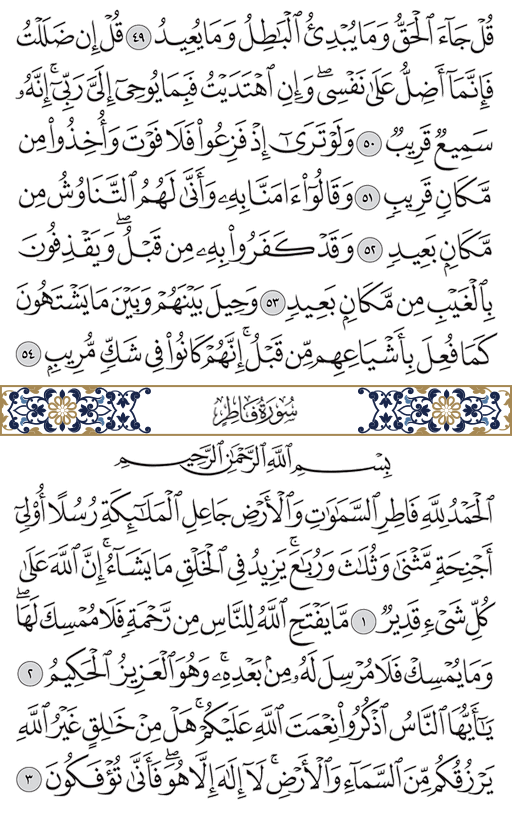 قُلۡ جَآءَ ٱلۡحَقُّ وَمَا يُبۡدِئُ ٱلۡبَٰطِلُ وَمَا يُعِيدُ ٤٩ قُلۡ إِن ضَلَلۡتُ
فَإِنَّمَآ أَضِلُّ عَلَىٰ نَفۡسِيۖ وَإِنِ ٱهۡتَدَيۡتُ فَبِمَا يُوحِيٓ إِلَيَّ رَبِّيٓۚ إِنَّهُۥ
سَمِيعٞ قَرِيبٞ ٥٠ وَلَوۡ تَرَىٰٓ إِذۡ فَزِعُواْ فَلَا فَوۡتَ وَأُخِذُواْ مِن
مَّكَانٖ قَرِيبٖ ٥١ وَقَالُوٓاْ ءَامَنَّا بِهِۦ وَأَنَّىٰ لَهُمُ ٱلتَّنَاوُشُ مِن
مَّكَانِۭ بَعِيدٖ ٥٢ وَقَدۡ كَفَرُواْ بِهِۦ مِن قَبۡلُۖ وَيَقۡذِفُونَ
بِٱلۡغَيۡبِ مِن مَّكَانِۭ بَعِيدٖ ٥٣ وَحِيلَ بَيۡنَهُمۡ وَبَيۡنَ مَا يَشۡتَهُونَ
كَمَا فُعِلَ بِأَشۡيَاعِهِم مِّن قَبۡلُۚ إِنَّهُمۡ كَانُواْ فِي شَكّٖ مُّرِيبِۭ ٥٤
سُورَةُ فَاطِرٍ
بِسۡمِ ٱللَّهِ ٱلرَّحۡمَٰنِ ٱلرَّحِيمِ
ٱلۡحَمۡدُ لِلَّهِ فَاطِرِ ٱلسَّمَٰوَٰتِ وَٱلۡأَرۡضِ جَاعِلِ ٱلۡمَلَٰٓئِكَةِ رُسُلًا أُوْلِيٓ
أَجۡنِحَةٖ مَّثۡنَىٰ وَثُلَٰثَ وَرُبَٰعَۚ يَزِيدُ فِي ٱلۡخَلۡقِ مَا يَشَآءُۚ إِنَّ ٱللَّهَ عَلَىٰ
كُلِّ شَيۡءٖ قَدِيرٞ ١ مَّا يَفۡتَحِ ٱللَّهُ لِلنَّاسِ مِن رَّحۡمَةٖ فَلَا مُمۡسِكَ لَهَاۖ
وَمَا يُمۡسِكۡ فَلَا مُرۡسِلَ لَهُۥ مِنۢ بَعۡدِهِۦۚ وَهُوَ ٱلۡعَزِيزُ ٱلۡحَكِيمُ ٢
يَٰٓأَيُّهَا ٱلنَّاسُ ٱذۡكُرُواْ نِعۡمَتَ ٱللَّهِ عَلَيۡكُمۡۚ هَلۡ مِنۡ خَٰلِقٍ غَيۡرُ ٱللَّهِ
يَرۡزُقُكُم مِّنَ ٱلسَّمَآءِ وَٱلۡأَرۡضِۚ لَآ إِلَٰهَ إِلَّا هُوَۖ فَأَنَّىٰ تُؤۡفَكُونَ ٣